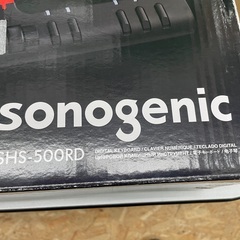 sonogenic
SHS-500RD
DIGITAL KEYBOARD / CLAVIER NUMÉRIQUE / TECLADO DIGITAL